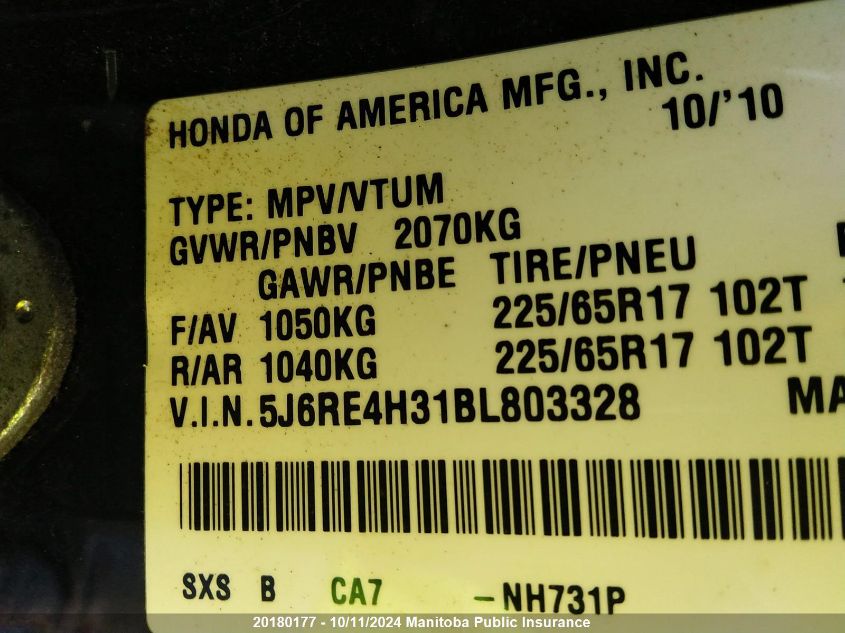 HONDA OF AMERICA MFG., INC.
10/'10
TYPE: MPV/VTUM
GVWR/PNBV 2070KG
GAWR/PNBE TIRE/PNEU
F/AV 1050KG 225/65R17 102T
R/AR 1040KG 225/65R17 102T
V.I.N. 5J6RE4H31BL803328 MA
SXS B CA7 -NH731P
20180177 - 10/11/2024 Manitoba Public Insurance